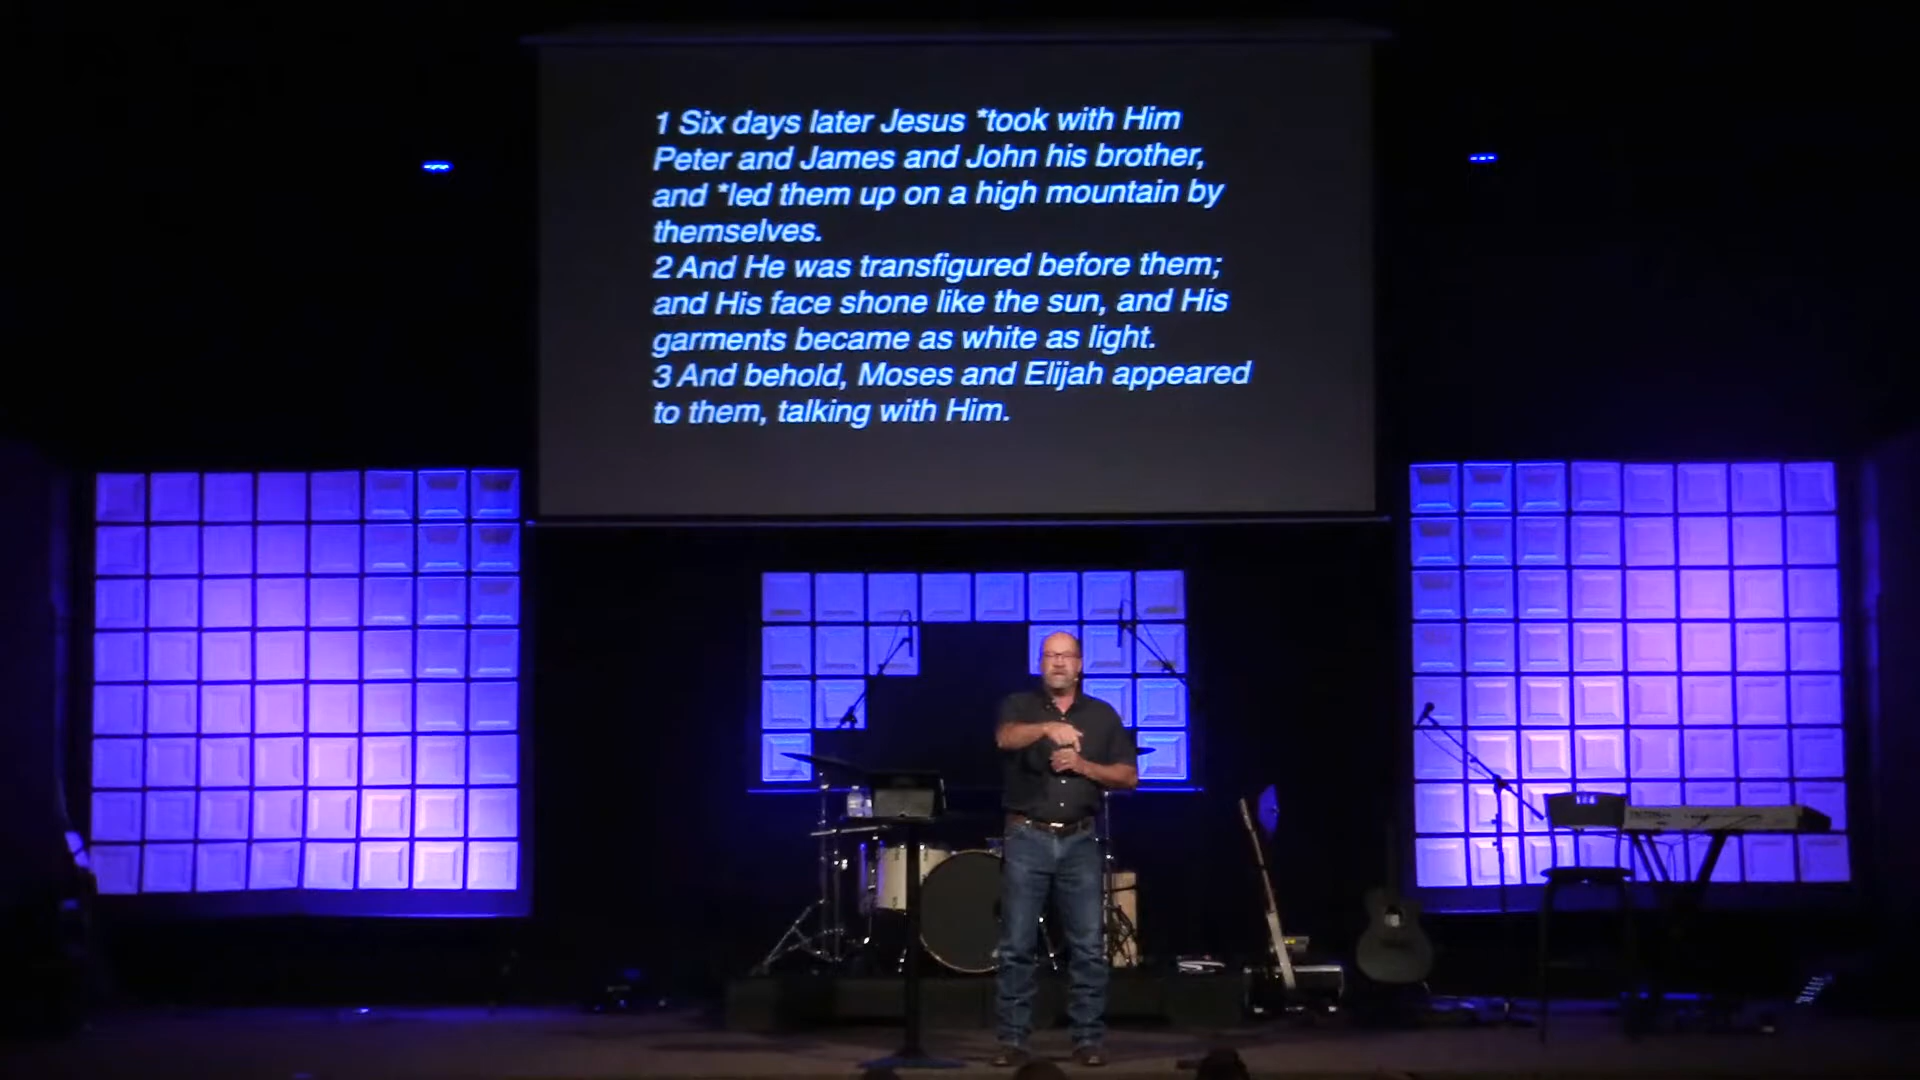 1 Six days later Jesus *took with Him
Peter and James and John his brother,
and *led them up on a high mountain by
themselves.
2 And He was transfigured before them;
and His face shone like the sun, and His
garments became as white as light.
3 And behold, Moses and Elijah appeared
to them, talking with Him.